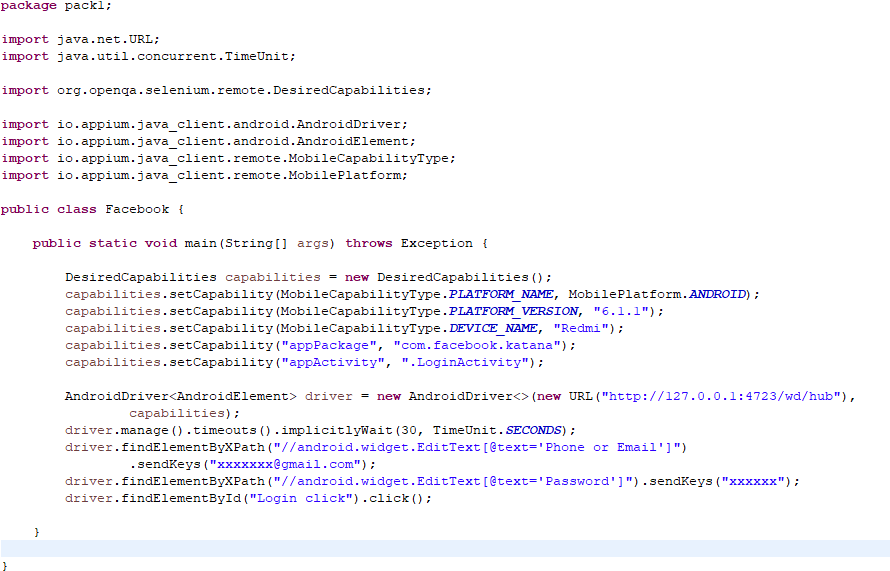 package pack1;
import java.net.URL;
import java.util.concurrent.TimeUnit;
import org.openqa.selenium.remote.DesiredCapabilities;
import io.appium.java_client.android.AndroidDriver;
import io.appium.java_client.android.AndroidElement;
import io.appium.java_client.remote.MobileCapabilityType;
import io.appium.java_client.remote.MobilePlatform;
public class Facebook {
public static void main(String[] args) throws Exception {
DesiredCapabilities capabilities = new DesiredCapabilities();
capabilities.setCapability(MobileCapabilityType.PLATFORM_NAME, MobilePlatform.ANDROID);
capabilities.setCapability(MobileCapabilityType.PLATFORM_VERSION, "6.1.1");
capabilities.setCapability(MobileCapabilityType.DEVICE_NAME, "Redmi");
capabilities.setCapability("appPackage", "com.facebook.katana");
capabilities.setCapability("appActivity", ".LoginActivity");
AndroidDriver<AndroidElement> driver = new AndroidDriver<>(new URL("http://127.0.0.1:4723/wd/hub"),
capabilities);
driver.manage().timeouts().implicitlyWait(30, TimeUnit.SECONDS);
driver.findElementByXPath("//android.widget.EditText[@text='Phone or Email']")
.sendKeys("xxxxxxx@gmail.com");
driver.findElementByXPath("//android.widget.EditText[@text='Password']").sendKeys("xxxxxx");
driver.findElementById("Login click").click();
}
}